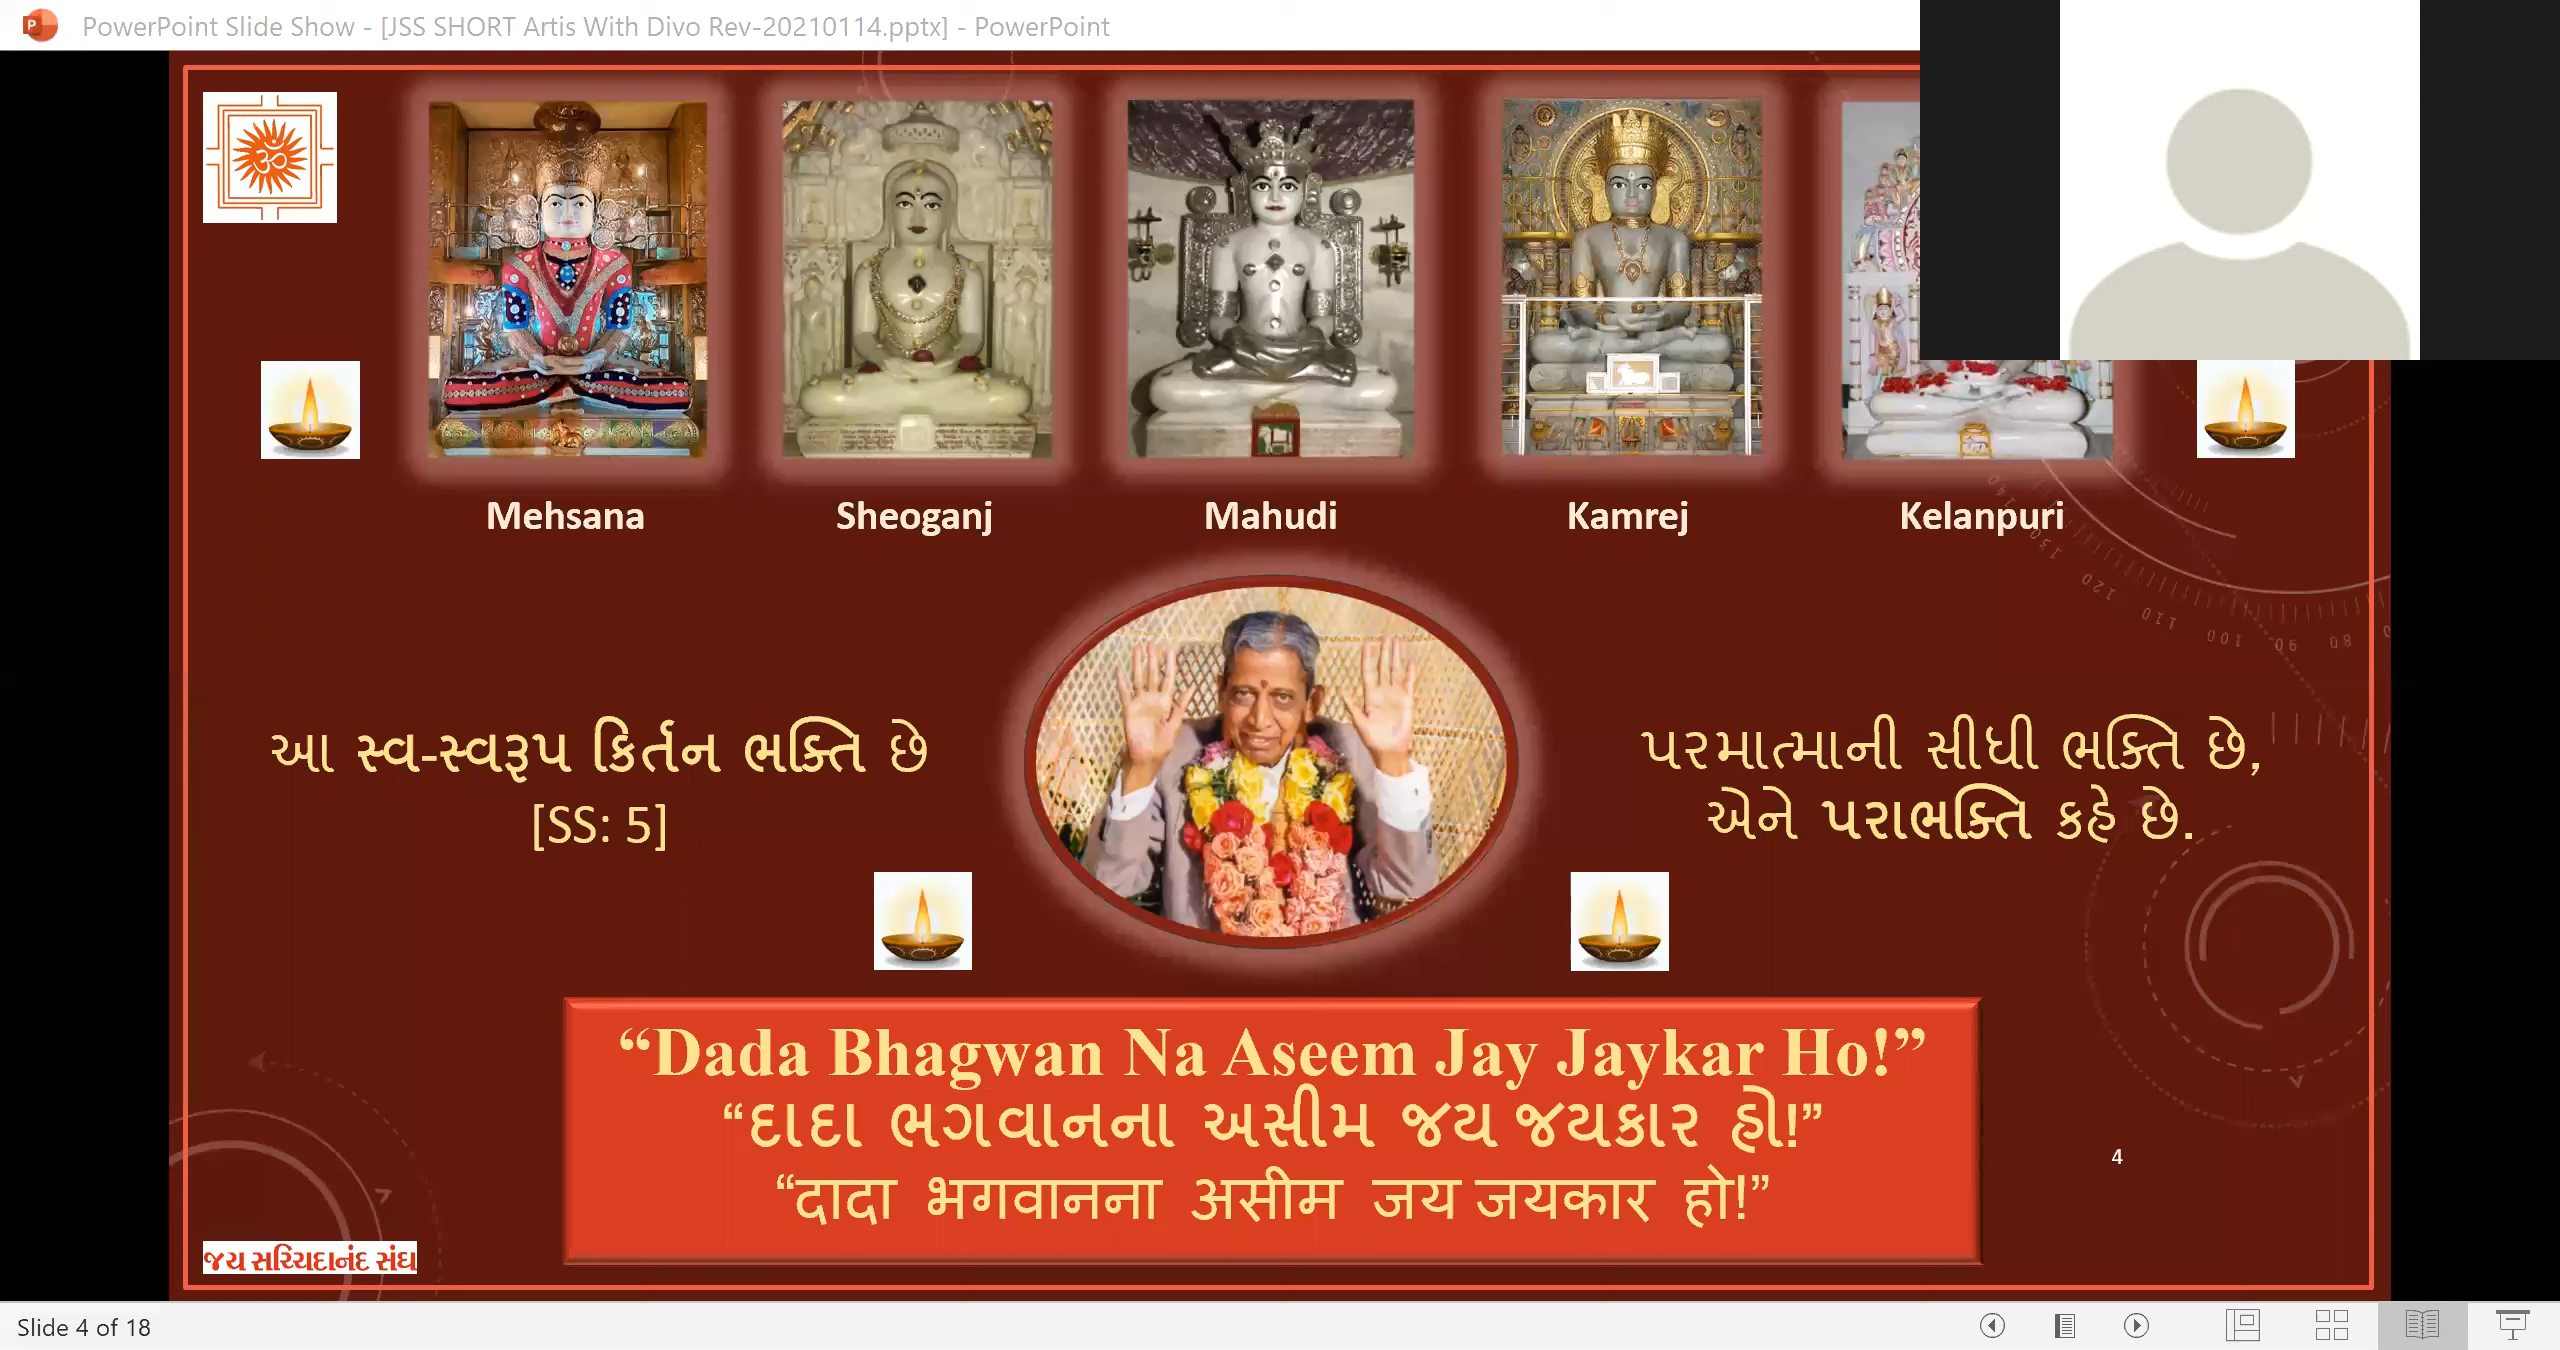 PowerPoint Slide Show - [JSS SHORT Artis With Divo Rev-20210114.pptx] - PowerPoint
Mehsana Sheoganj Mahudi Kamrej Kelanpuri
આ સ્વ-સ્વરૂપ કિર્તન ભક્તિ છે
[SS: 5]
પરમાત્માની સીધી ભક્તિ છે,
એને પરાભક્તિ કહે છે.
“Dada Bhagwan Na Aseem Jay Jaykar Ho!”
“દાદા ભગવાનના અસીમ જય જયકાર હો!”
“दादा भगवानना असीम जय जयकार हो!”
4
જય સચ્ચિદાનંદ સંઘ
Slide 4 of 18